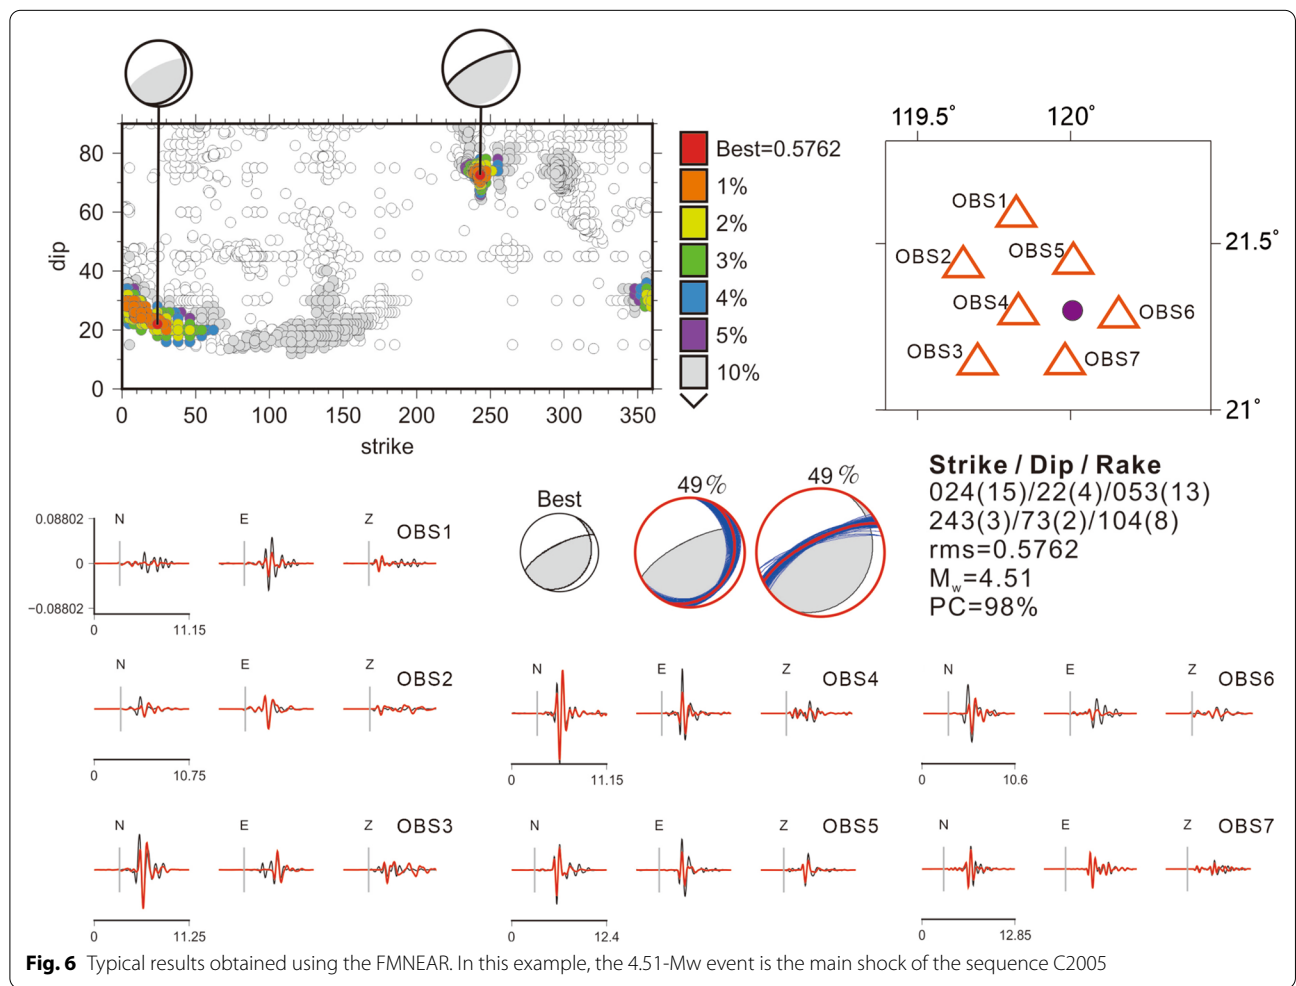 80
60
40
20
0
dip
0 50 100 150 200 250 300 350
strike
Best=0.5762
1%
2%
3%
4%
5%
10%
119.5° 120°
21.5°
21°
OBS1
OBS2
OBS5
OBS4
OBS6
OBS3
OBS7
Best
49%
49%
Strike / Dip / Rake
024(15)/22(4)/053(13)
243(3)/73(2)/104(8)
rms=0.5762
Mw=4.51
PC=98%
0.08802
0
−0.08802
N E Z OBS1
0 11.15
N E Z OBS2
0 10.75
N E Z OBS4
0 11.15
N E Z OBS6
0 10.6
N E Z OBS3
0 11.25
N E Z OBS5
0 12.4
N E Z OBS7
0 12.85
Fig. 6 Typical results obtained using the FMNEAR. In this example, the 4.51-Mw event is the main shock of the sequence C2005